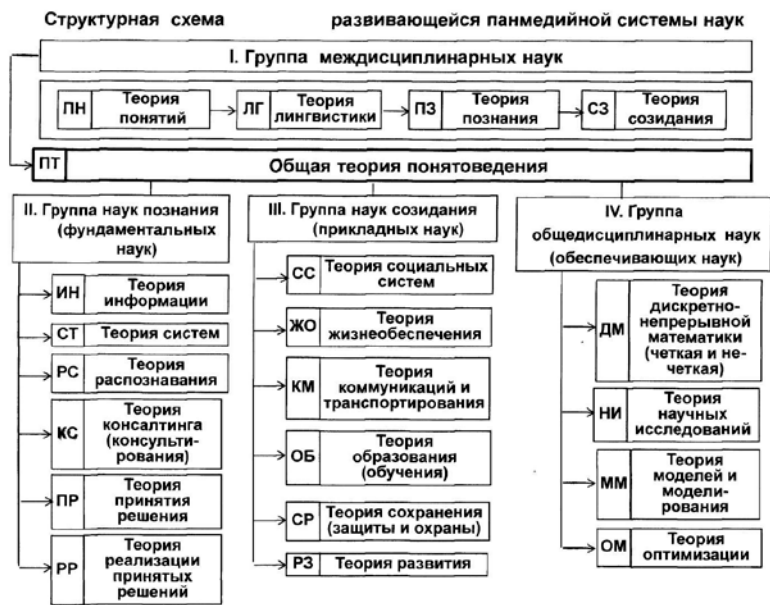 Структурная схема развивающейся панмедийной системы наук
I. Группа междисциплинарных наук
ПН
Теория
понятий
ЛГ
Теория
лингвистики
ПЗ
Теория
познания
СЗ
Теория
созидания
ПТ
Общая теория понятоведения
II. Группа наук познания
(фундаментальных
наук)
ИН
Теория
информации
СТ
Теория систем
РС
Теория
распознавания
КС
Теория
консалтинга
(консульти-
рования)
ПР
Теория
принятия
решения
РР
Теория
реализации
принятых
решений
III. Группа наук созидания
(прикладных наук)
СС
Теория социальных
систем
ЖО
Теория
жизнеобеспечения
КМ
Теория
коммуникаций и
транспортирования
ОБ
Теория
образования
(обучения)
СР
Теория сохранения
(защиты и охраны)
РЗ
Теория развития
IV. Группа
общедисциплинарных наук
(обеспечивающих наук)
ДМ
Теория
дискретно-
непрерывной
математики
(четкая и не-
четкая)
НИ
Теория
научных
исследований
ММ
Теория
моделей и
модели-
рования
ОМ
Теория
оптимизации